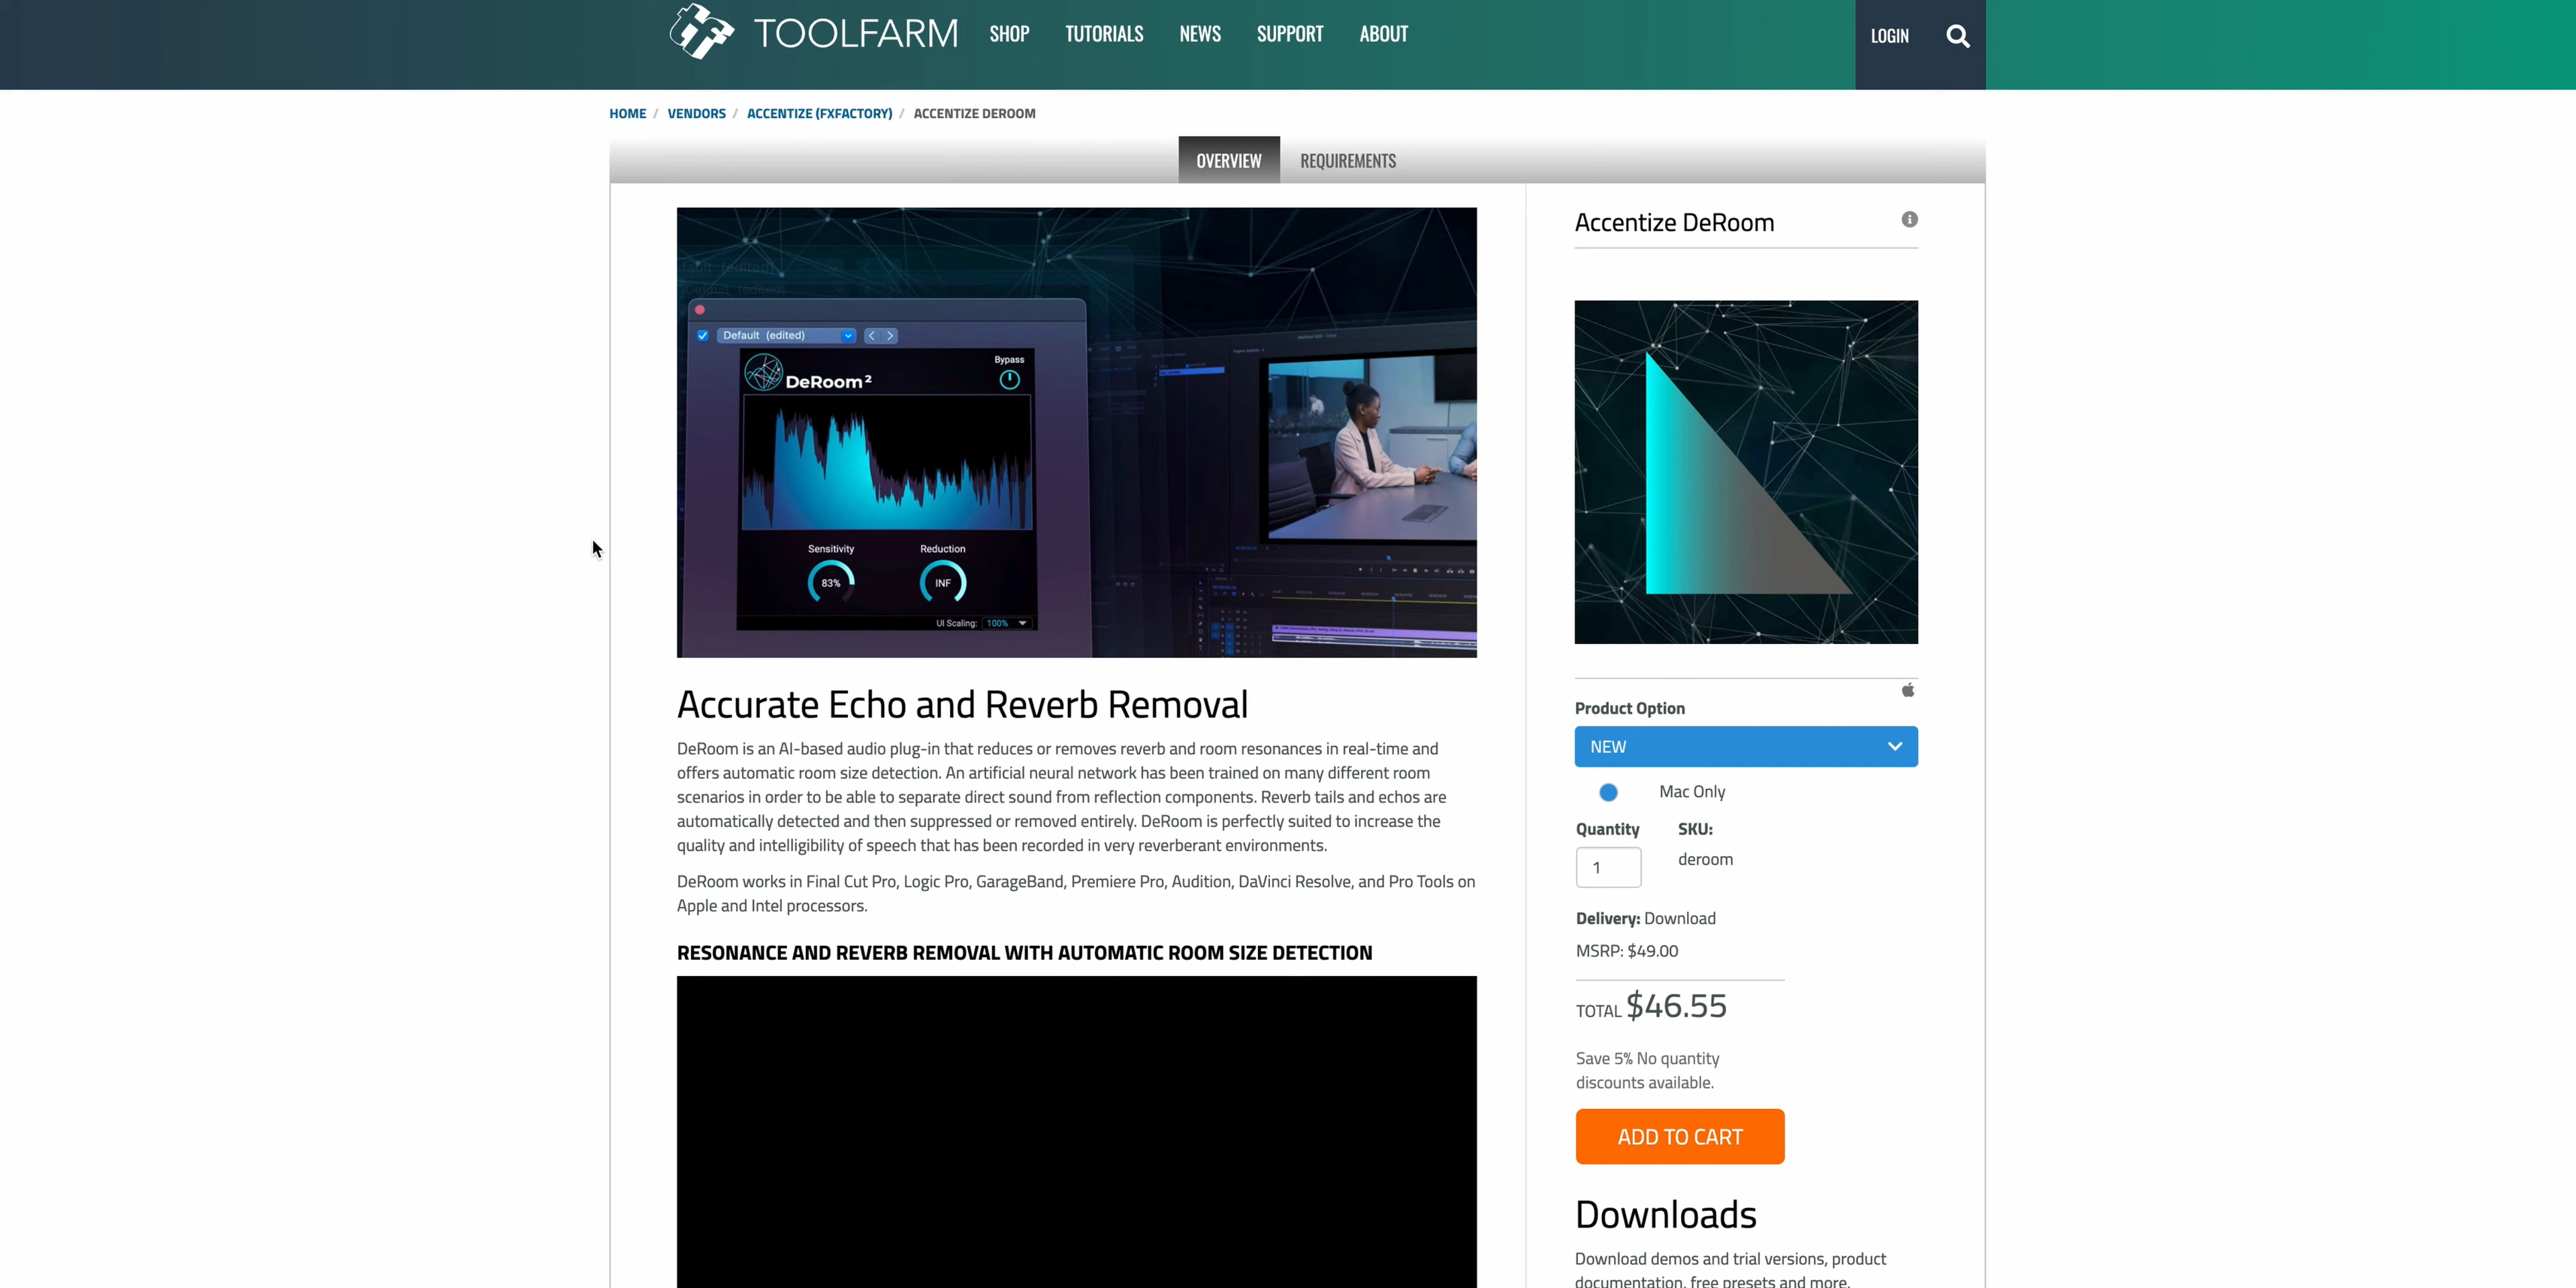 TOOLFARM
SHOP
TUTORIALS
NEWS
SUPPORT
ABOUT
LOGIN
HOME / VENDORS / ACCENTIZE (FXFACTORY) / ACCENTIZE DEROOM
OVERVIEW
REQUIREMENTS
Default (edited)
DeRoom²
Bypass
Sensitivity
Reduction
83%
INF
UI Scaling: 100%
Accurate Echo and Reverb Removal
DeRoom is an AI-based audio plug-in that reduces or removes reverb and room resonances in real-time and
offers automatic room size detection. An artificial neural network has been trained on many different room
scenarios in order to be able to separate direct sound from reflection components. Reverb tails and echos are
automatically detected and then suppressed or removed entirely. DeRoom is perfectly suited to increase the
quality and intelligibility of speech that has been recorded in very reverberant environments.
DeRoom works in Final Cut Pro, Logic Pro, GarageBand, Premiere Pro, Audition, DaVinci Resolve, and Pro Tools on
Apple and Intel processors.
RESONANCE AND REVERB REMOVAL WITH AUTOMATIC ROOM SIZE DETECTION
Accentize DeRoom
Product Option
NEW
Mac Only
Quantity
SKU:
1
deroom
Delivery: Download
MSRP: $49.00
TOTAL $46.55
Save 5% No quantity
discounts available.
ADD TO CART
Downloads
Download demos and trial versions, product
documentation, free presets and more.